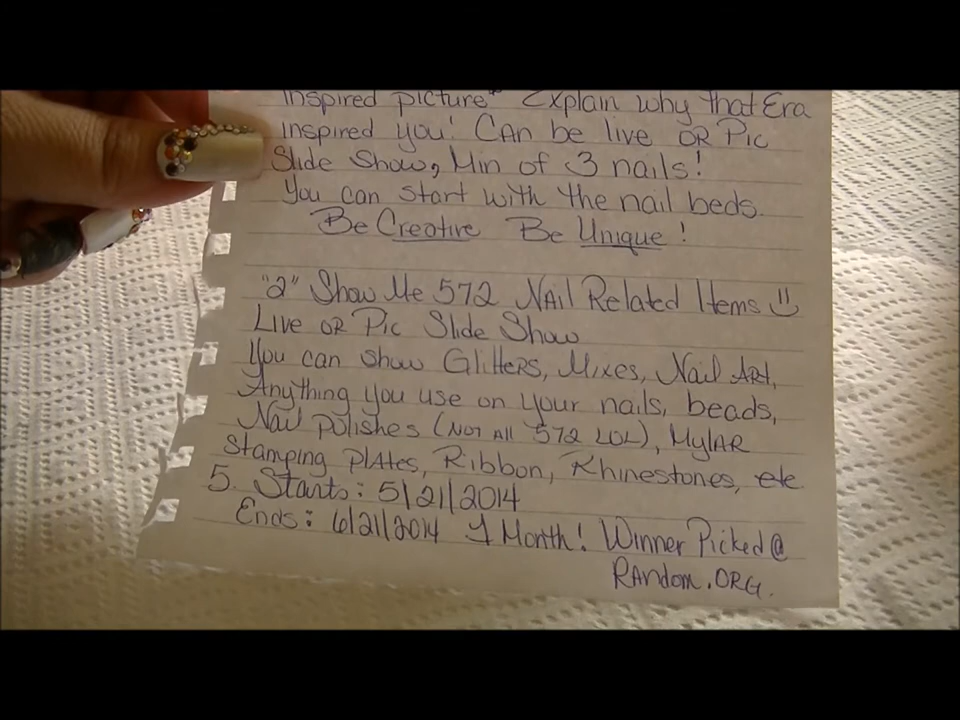 Inspired picture* Explain why that Era
inspired you! CAN be live OR Pic
Slide Show, Min of 3 nails!
You can start with the nail beds.
Be Creative Be Unique!
"2" Show Me 572 NAil Related Items
Live OR Pic Slide Show
You can show GlitteRS, Mixes, Nail ART,
Anything you use on your nails, beads,
Nail Polishes (Not All 572 LOL), MylAR
Stamping PlAtes, Ribbon, Rhinestones, etc
5. Starts: 5/21/2014
Ends: 6/21/2014 1 Month! Winner Picked @
RAndom.ORG.